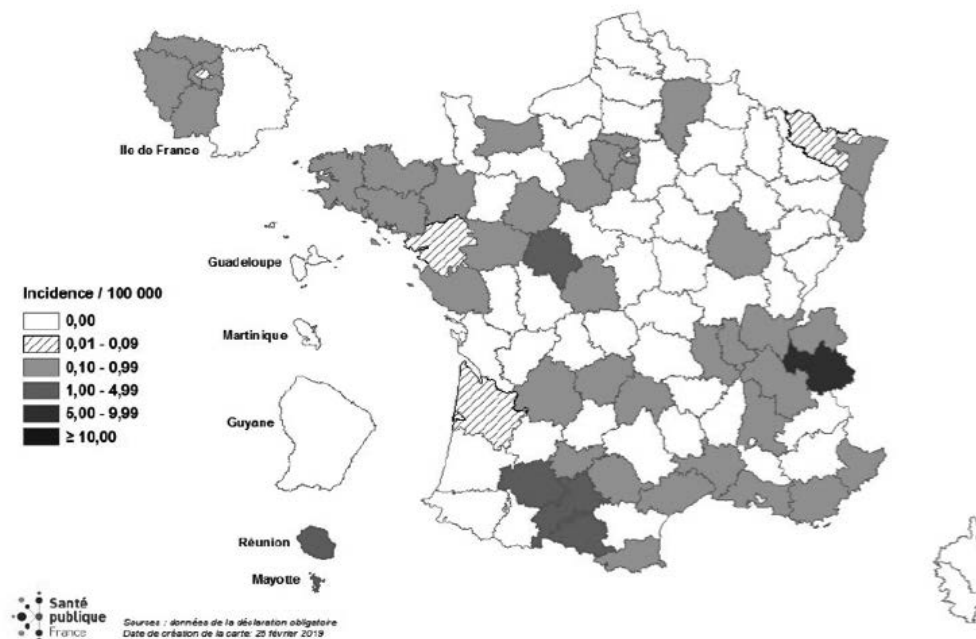 Ile de France
Guadeloupe
Incidence / 100 000
0,00
0,01 - 0,09
0,10 - 0,99
1,00 - 4,99
5,00 - 9,99
≥ 10,00
Martinique
Guyane
Réunion
Mayotte
Santé
publique
France
Sources : données de la déclaration obligatoire
Date de création de la carte: 25 février 2019